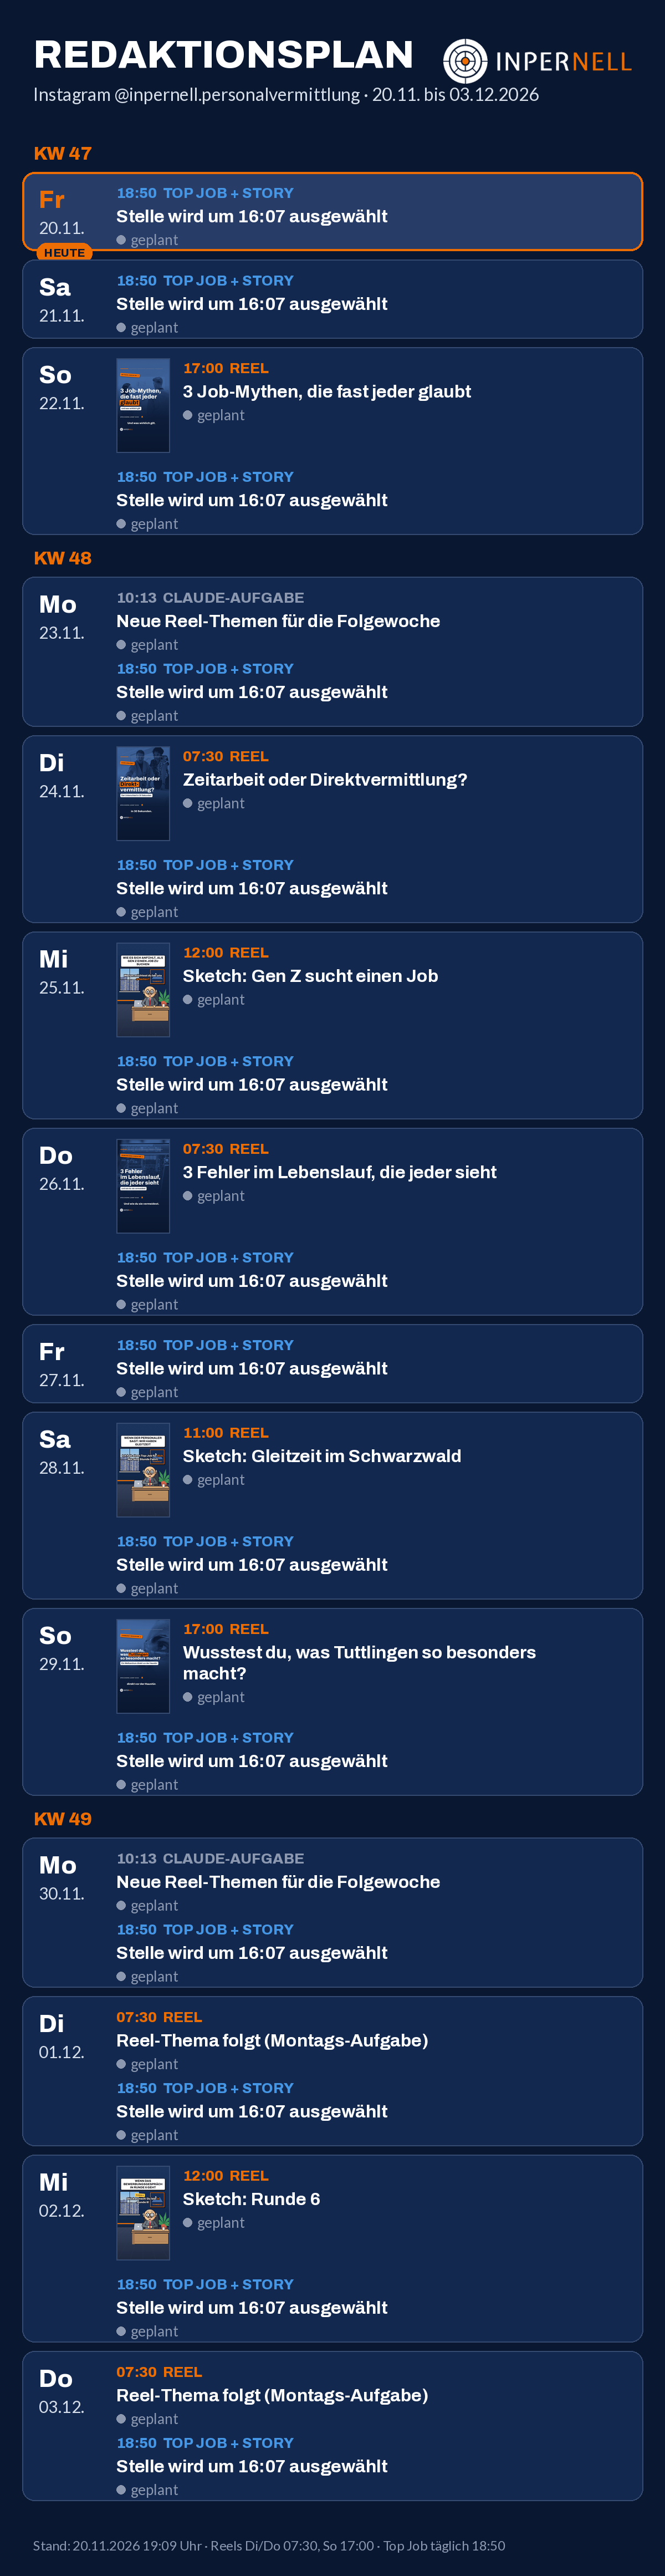 REDAKTIONSPLAN
INPERNELL
Instagram @inpernell.personalvermittlung · 20.11. bis 03.12.2026
KW 47
Fr
20.11.
HEUTE
18:50 TOP JOB + STORY
Stelle wird um 16:07 ausgewählt
geplant
Sa
21.11.
18:50 TOP JOB + STORY
Stelle wird um 16:07 ausgewählt
geplant
So
22.11.
3 Job-Mythen,
die fast jeder
glaubt
17:00 REEL
3 Job-Mythen, die fast jeder glaubt
geplant
18:50 TOP JOB + STORY
Stelle wird um 16:07 ausgewählt
geplant
KW 48
Mo
23.11.
10:13 CLAUDE-AUFGABE
Neue Reel-Themen für die Folgewoche
geplant
18:50 TOP JOB + STORY
Stelle wird um 16:07 ausgewählt
geplant
Di
24.11.
Zeitarbeit oder
Direkt-
vermittlung?
07:30 REEL
Zeitarbeit oder Direktvermittlung?
geplant
18:50 TOP JOB + STORY
Stelle wird um 16:07 ausgewählt
geplant
Mi
25.11.
12:00 REEL
Sketch: Gen Z sucht einen Job
geplant
18:50 TOP JOB + STORY
Stelle wird um 16:07 ausgewählt
geplant
Do
26.11.
3 Fehler
im Lebenslauf,
die jeder sieht
07:30 REEL
3 Fehler im Lebenslauf, die jeder sieht
geplant
18:50 TOP JOB + STORY
Stelle wird um 16:07 ausgewählt
geplant
Fr
27.11.
18:50 TOP JOB + STORY
Stelle wird um 16:07 ausgewählt
geplant
Sa
28.11.
11:00 REEL
Sketch: Gleitzeit im Schwarzwald
geplant
18:50 TOP JOB + STORY
Stelle wird um 16:07 ausgewählt
geplant
So
29.11.
17:00 REEL
Wusstest du, was Tuttlingen so besonders
macht?
geplant
18:50 TOP JOB + STORY
Stelle wird um 16:07 ausgewählt
geplant
KW 49
Mo
30.11.
10:13 CLAUDE-AUFGABE
Neue Reel-Themen für die Folgewoche
geplant
18:50 TOP JOB + STORY
Stelle wird um 16:07 ausgewählt
geplant
Di
01.12.
07:30 REEL
Reel-Thema folgt (Montags-Aufgabe)
geplant
18:50 TOP JOB + STORY
Stelle wird um 16:07 ausgewählt
geplant
Mi
02.12.
12:00 REEL
Sketch: Runde 6
geplant
18:50 TOP JOB + STORY
Stelle wird um 16:07 ausgewählt
geplant
Do
03.12.
07:30 REEL
Reel-Thema folgt (Montags-Aufgabe)
geplant
18:50 TOP JOB + STORY
Stelle wird um 16:07 ausgewählt
geplant
Stand: 20.11.2026 19:09 Uhr · Reels Di/Do 07:30, So 17:00 · Top Job täglich 18:50